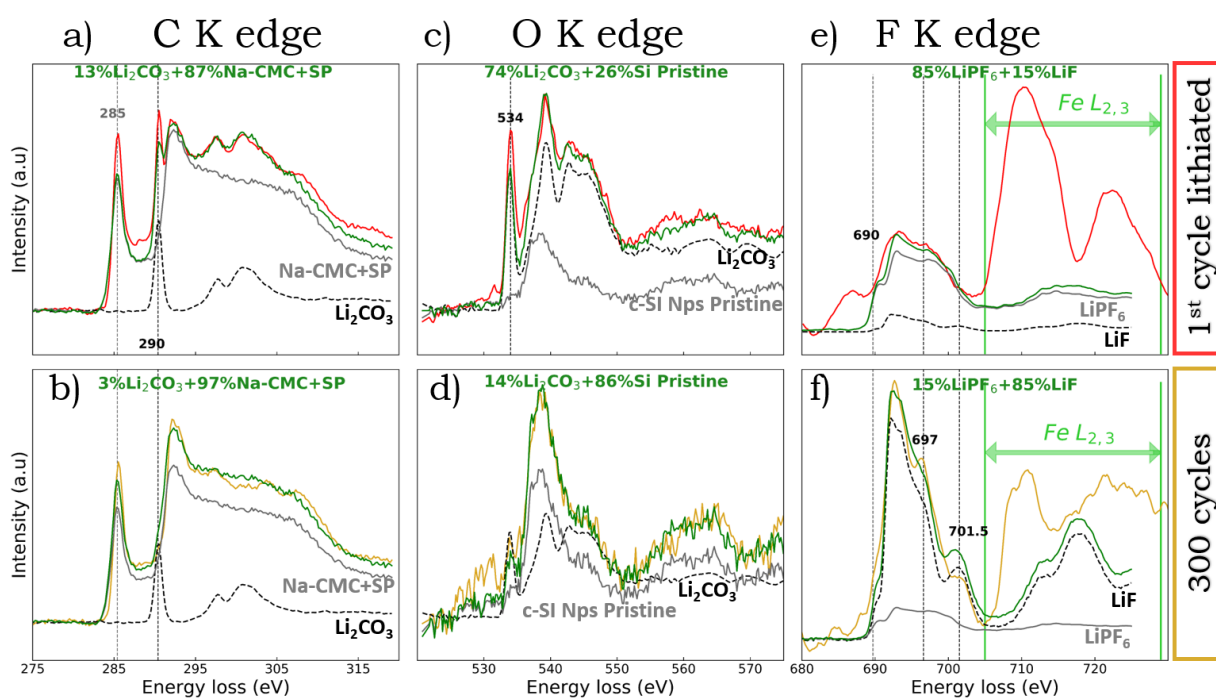 a) C K edge
c) O K edge
e) F K edge
13%Li₂CO₃+87%Na-CMC+SP
285
Na-CMC+SP
Li₂CO₃
290
Intensity (a.u)
74%Li₂CO₃+26%Si Pristine
534
Li₂CO₃
c-SI Nps Pristine
85%LiPF₆+15%LiF
Fe L₂,₃
690
LiPF₆
LiF
1st cycle lithiated
b)
3%Li₂CO₃+97%Na-CMC+SP
Na-CMC+SP
Li₂CO₃
Intensity (a.u)
275 285 295 305 315
Energy loss (eV)
d)
14%Li₂CO₃+86%Si Pristine
Li₂CO₃
c-SI Nps Pristine
530 540 550 560 570
Energy loss (eV)
f)
15%LiPF₆+85%LiF
Fe L₂,₃
697
701.5
LiF
LiPF₆
680 690 700 710 720
Energy loss (eV)
300 cycles